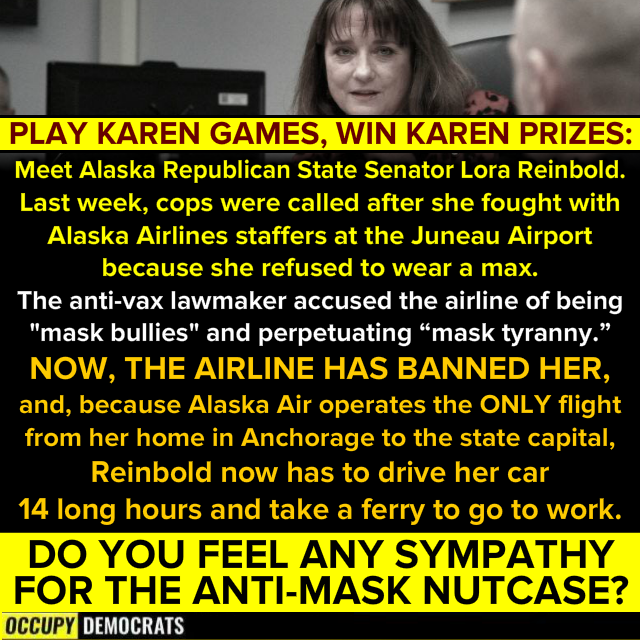 PLAY KAREN GAMES, WIN KAREN PRIZES:
Meet Alaska Republican State Senator Lora Reinbold.
Last week, cops were called after she fought with
Alaska Airlines staffers at the Juneau Airport
because she refused to wear a max.
The anti-vax lawmaker accused the airline of being
"mask bullies" and perpetuating “mask tyranny.”
NOW, THE AIRLINE HAS BANNED HER,
and, because Alaska Air operates the ONLY flight
from her home in Anchorage to the state capital,
Reinbold now has to drive her car
14 long hours and take a ferry to go to work.
DO YOU FEEL ANY SYMPATHY
FOR THE ANTI-MASK NUTCASE?
OCCUPY DEMOCRATS